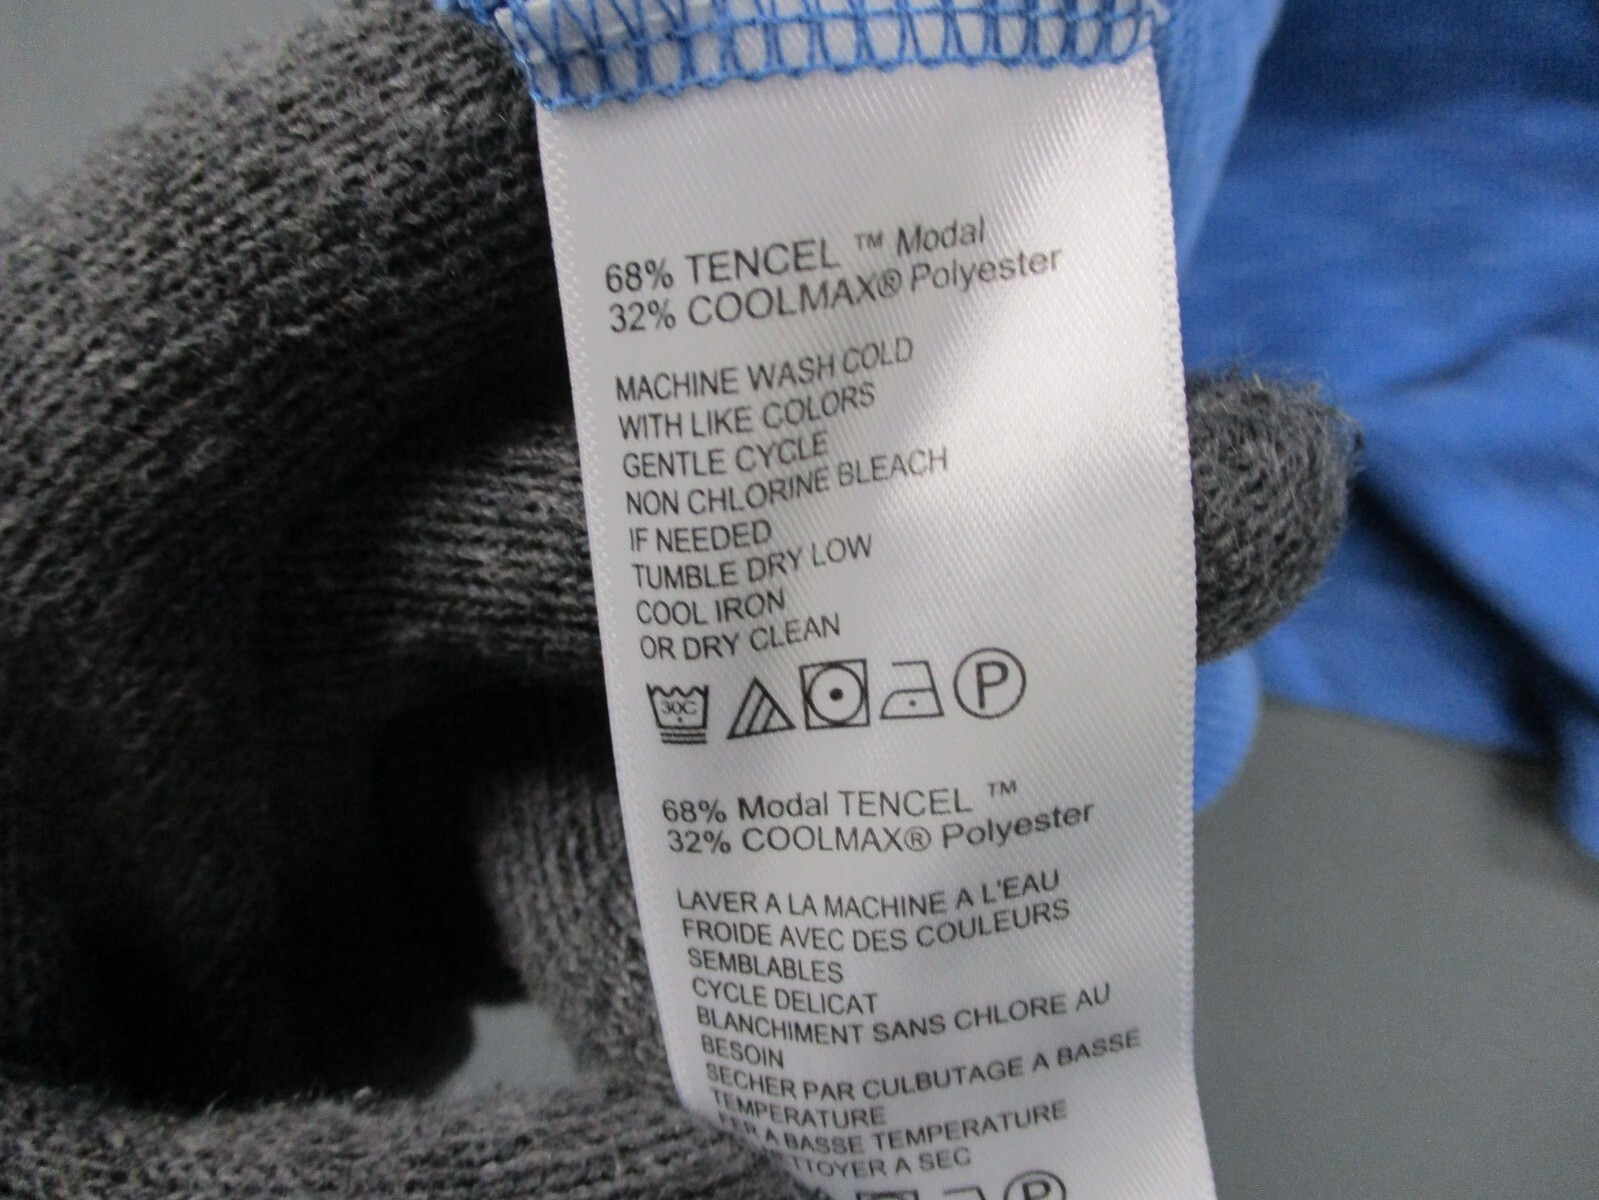 68% TENCEL ™ Modal
32% COOLMAX® Polyester
MACHINE WASH COLD
WITH LIKE COLORS
GENTLE CYCLE
NON CHLORINE BLEACH
IF NEEDED
TUMBLE DRY LOW
COOL IRON
OR DRY CLEAN
30C P
68% Modal TENCEL ™
32% COOLMAX® Polyester
LAVER A LA MACHINE A L'EAU
FROIDE AVEC DES COULEURS
SEMBLABLES
CYCLE DELICAT
BLANCHIMENT SANS CHLORE AU
BESOIN
SECHER PAR CULBUTAGE A BASSE
TEMPERATURE
FER A BASSE TEMPERATURE
TTOYER A SEC
P